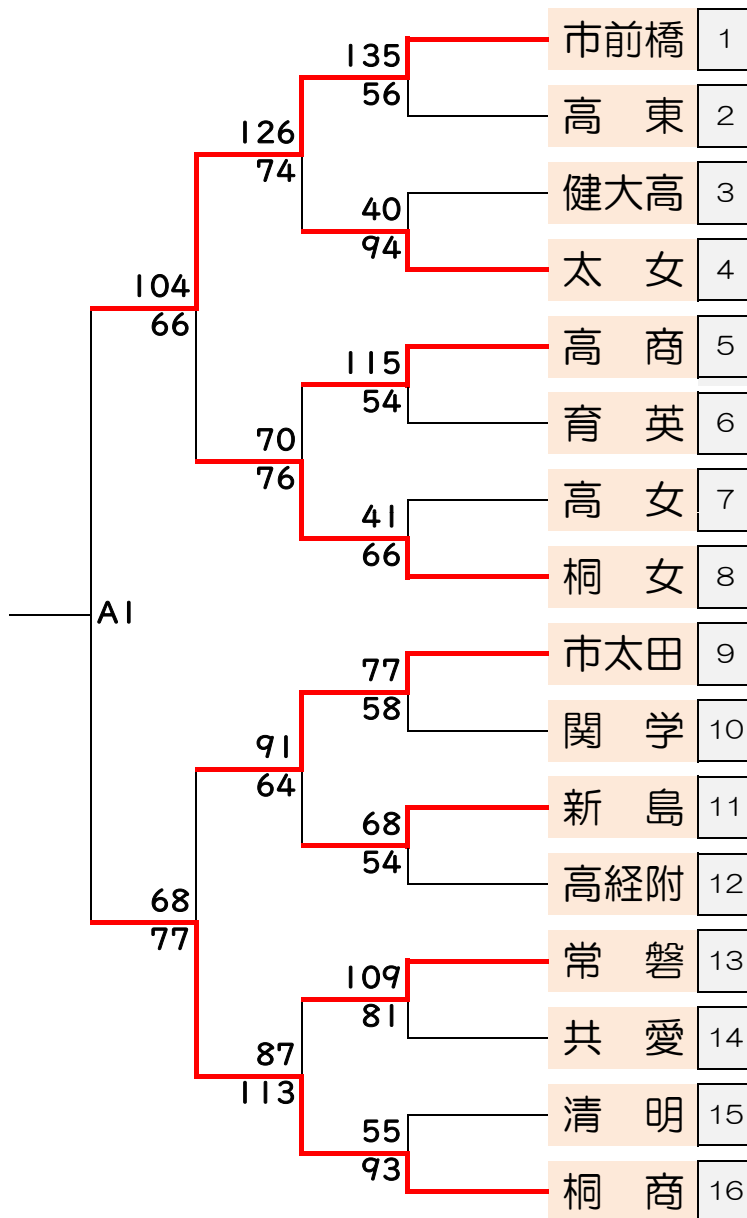 135 市前橋 1
56
126 高　東 2
74
40 健大高 3
94
104 太　女 4
66
115 高　商 5
54
70 育　英 6
76
41 高　女 7
66
桐　女 8
A1
77 市太田 9
58
91 関　学 10
64
68 新　島 11
54
68 高経附 12
77
109 常　磐 13
81
87 共　愛 14
113
55 清　明 15
93
桐　商 16